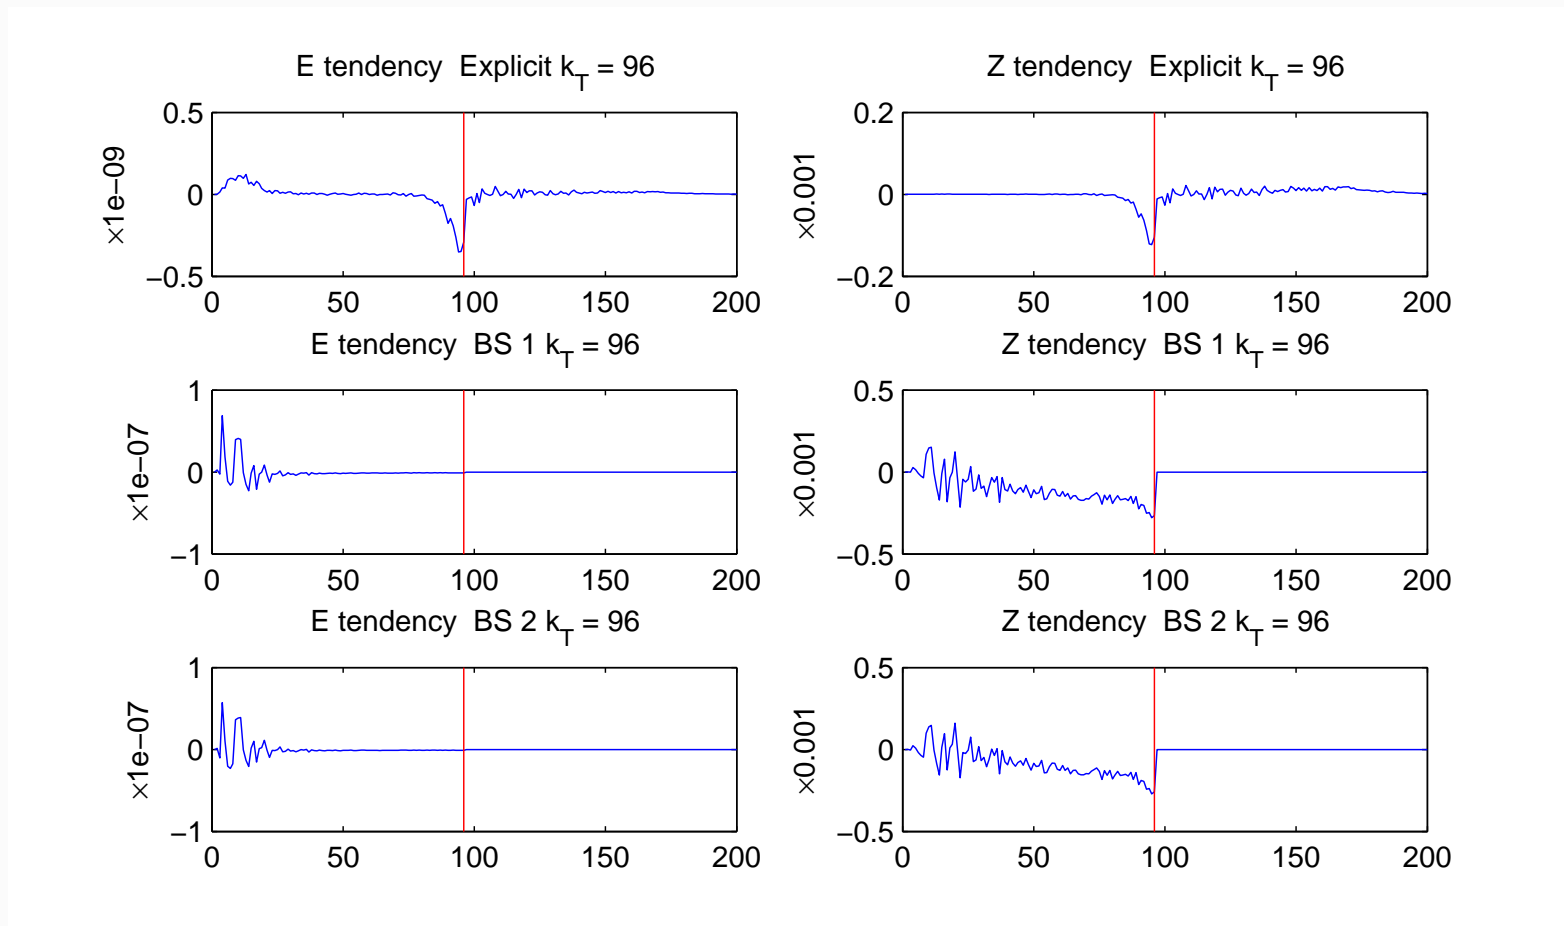 E tendency  Explicit k_T = 96
×1e−09
0.5
0
−0.5
0 50 100 150 200
Z tendency  Explicit k_T = 96
×0.001
0.2
0
−0.2
0 50 100 150 200
E tendency  BS 1 k_T = 96
×1e−07
1
0
−1
0 50 100 150 200
Z tendency  BS 1 k_T = 96
×0.001
0.5
0
−0.5
0 50 100 150 200
E tendency  BS 2 k_T = 96
×1e−07
1
0
−1
0 50 100 150 200
Z tendency  BS 2 k_T = 96
×0.001
0.5
0
−0.5
0 50 100 150 200